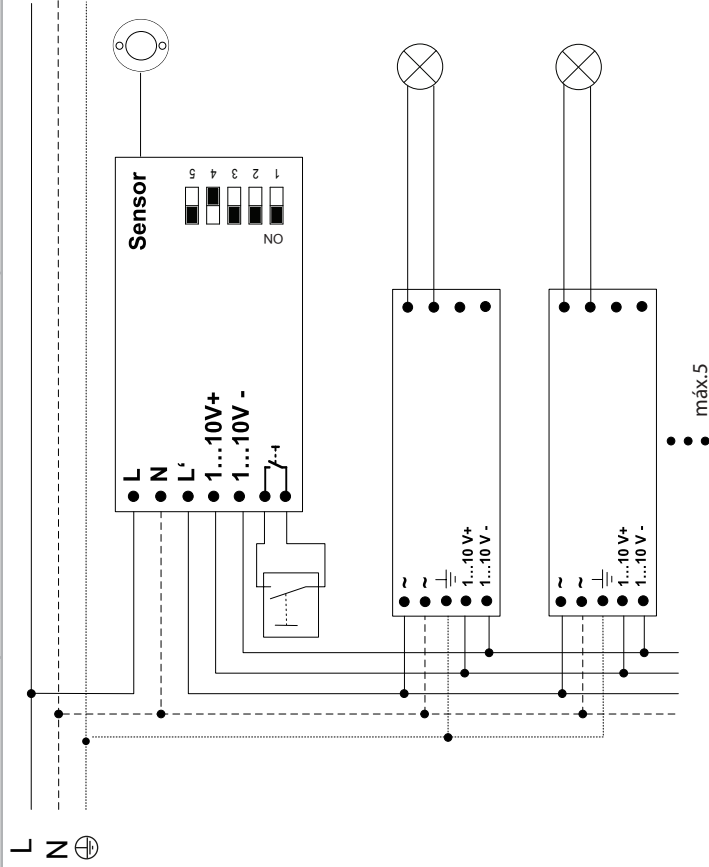 Sensor
5 4 3 2 1
ON
L
N
L‘
1...10V+
1...10V -
~
~
1...10 V+
1...10 V -
~
~
1...10 V+
1...10 V -
máx.5
L
N